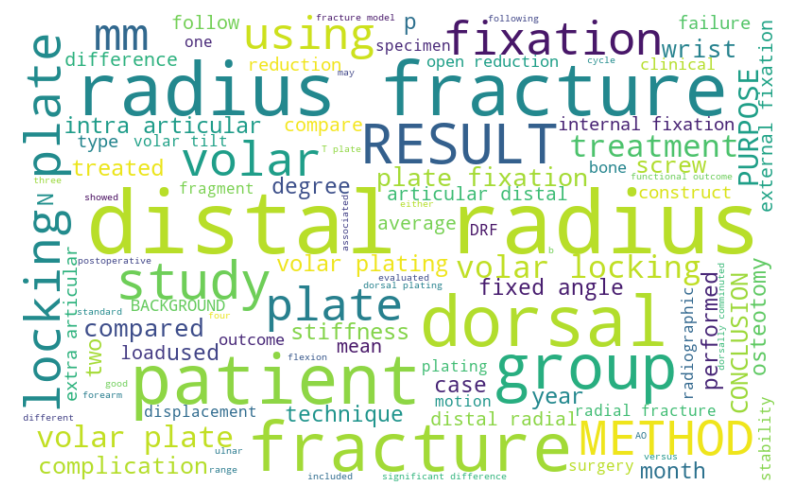 fracture model
following
mm
follow
one
using
p
fixation
failure
specimen
wrist
difference
reduction
open reduction
cycle
clinical
may
radius fracture
plate
PURPOSE
external fixation
intra articular
compare
RESULT
internal fixation
treatment
type
volar tilt
T plate
volar
treated
plate fixation
bone
screw
functional outcome
three
fragment
degree
articular distal
construct
showed
either
N
locking
distal radius
associated
average
DRF
b
postoperative
volar plating
evaluated
volar locking
dorsal plating
extra articular
study
fixed angle
BACKGROUND
plate
dorsal
radiographic
performed
dorsally comminuted
CONCLUSION
osteotomy
standard
four
compared
stiffness
two
load
used
outcome
mean
flexion
plating
case
group
good
patient
forearm
motion
year
different
displacement
technique
distal radial
radial fracture
stability
volar plate
fracture
METHOD
AO
ulnar
versus
complication
range
surgery
month
included
significant difference